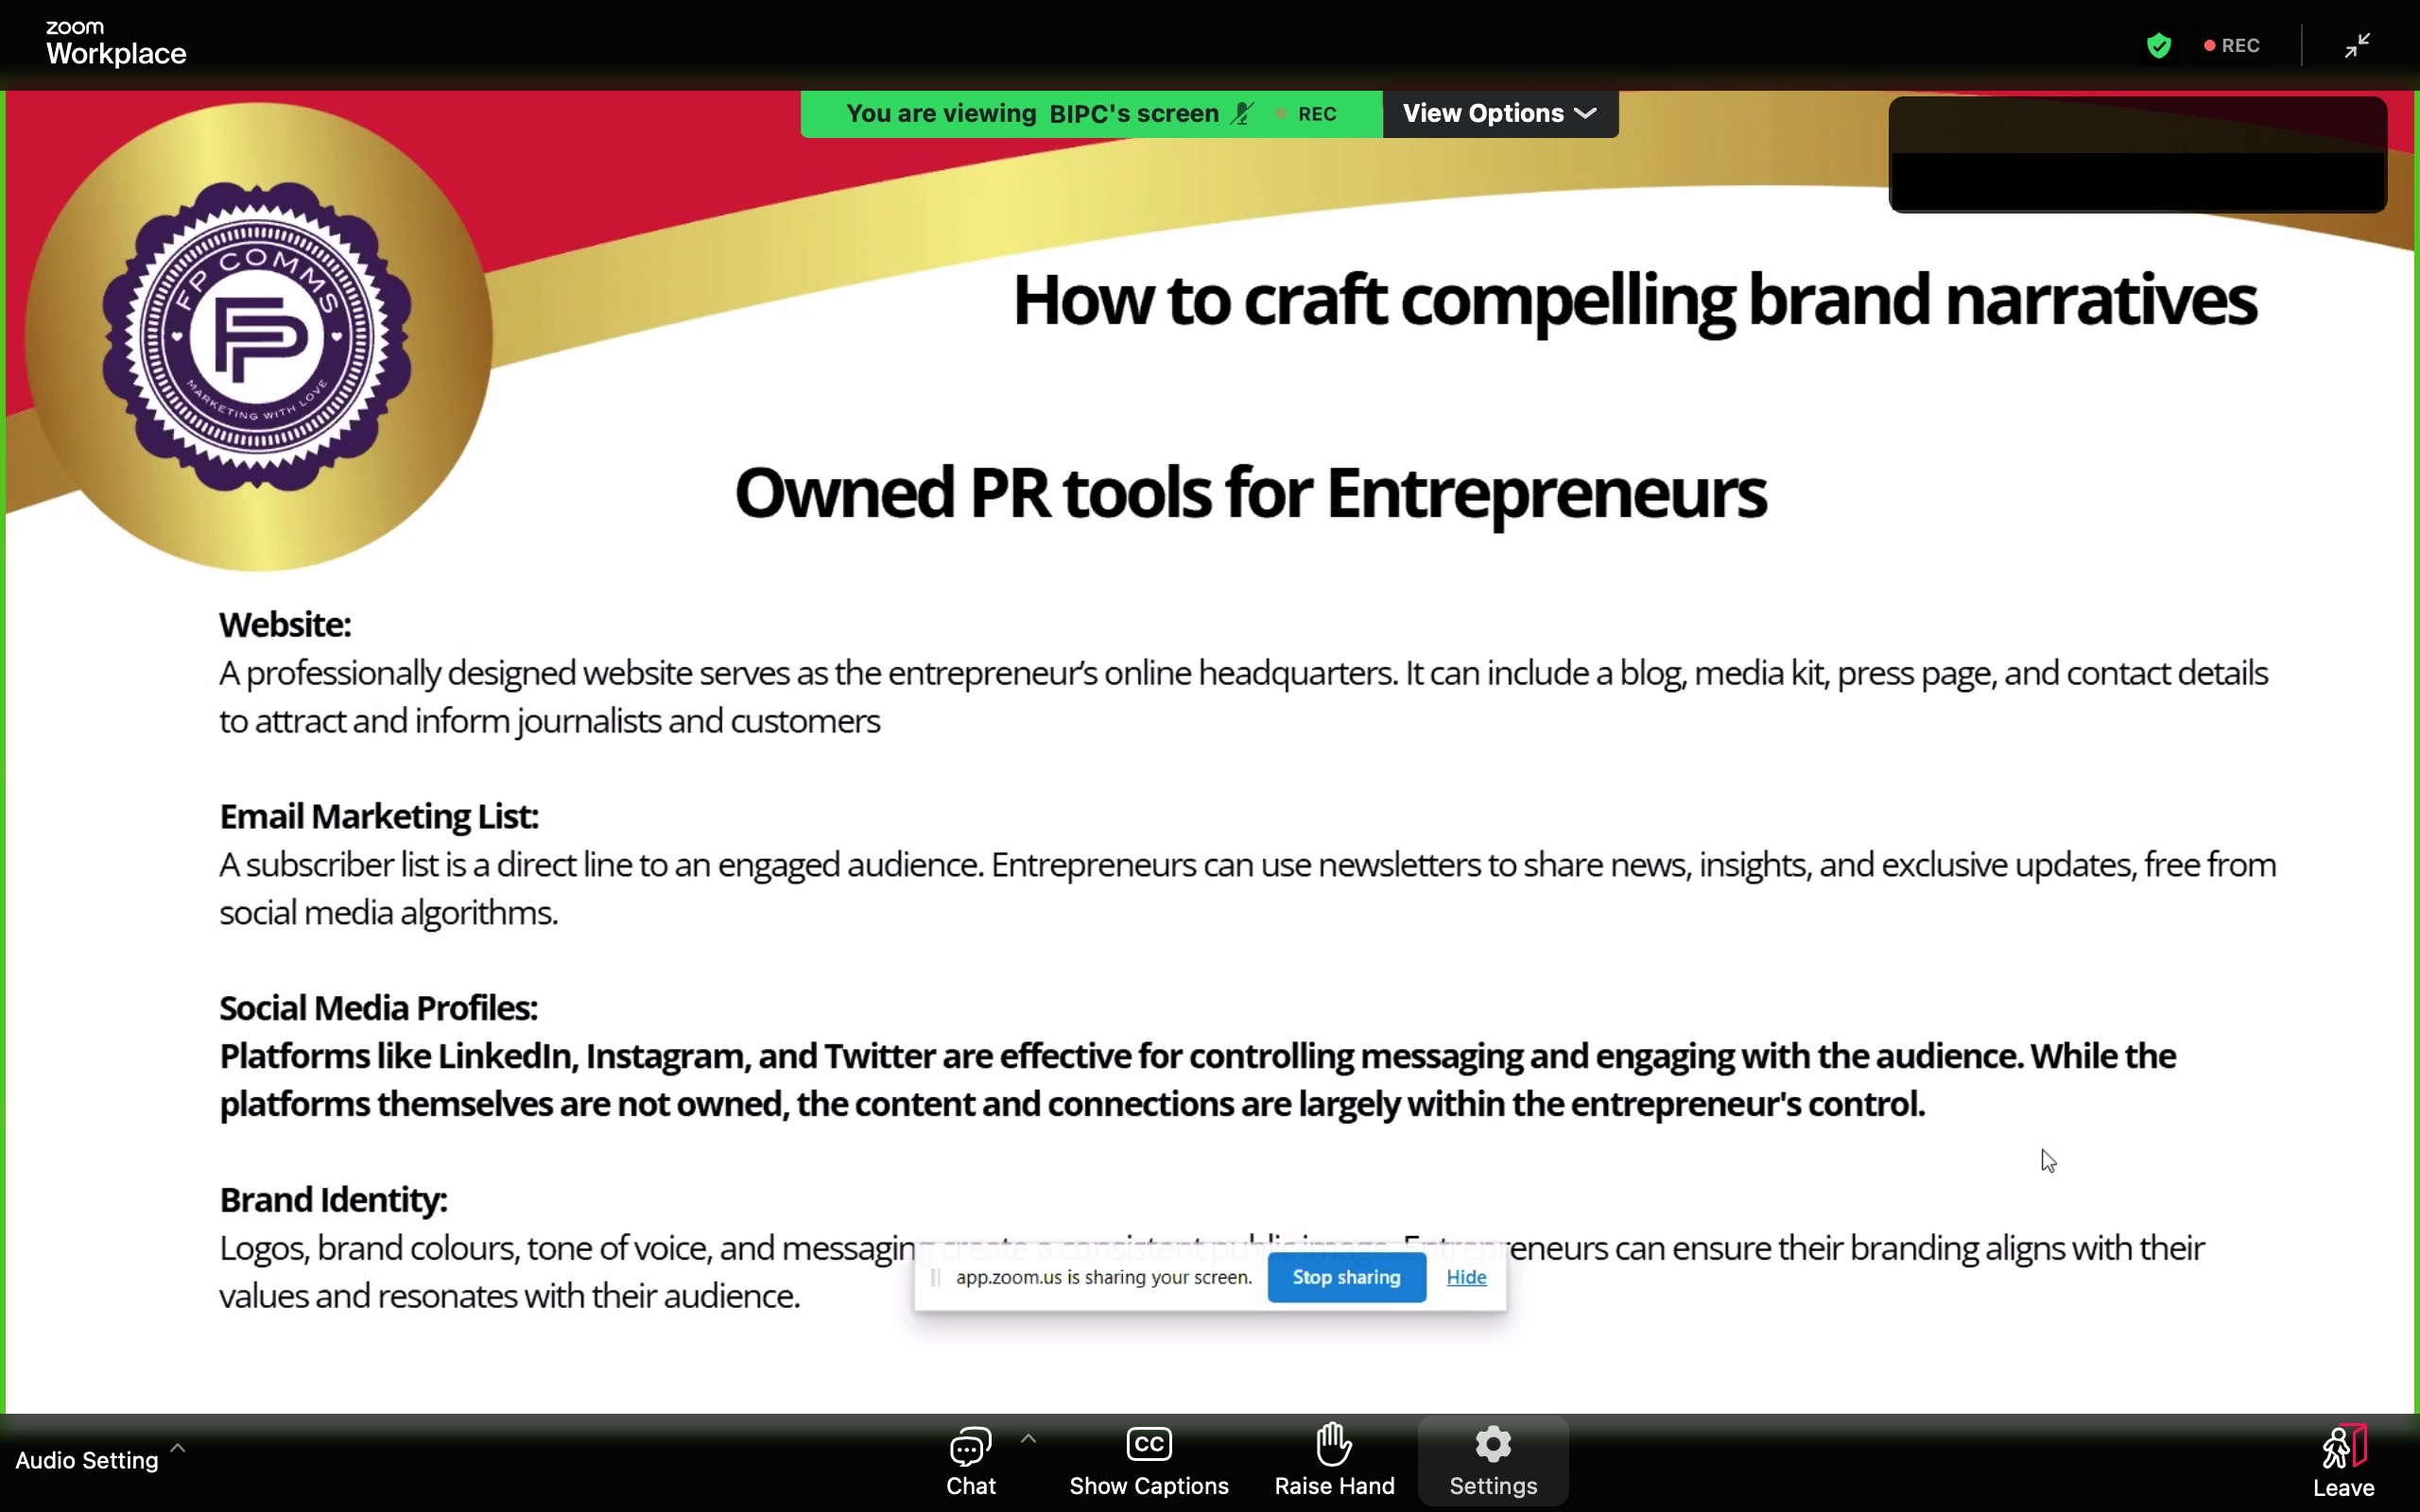 zoom
Workplace
REC
You are viewing BIPC's screen REC View Options
FP COMMS
FP
MARKETING WITH LOVE
How to craft compelling brand narratives
Owned PR tools for Entrepreneurs
Website:
A professionally designed website serves as the entrepreneur's online headquarters. It can include a blog, media kit, press page, and contact details
to attract and inform journalists and customers
Email Marketing List:
A subscriber list is a direct line to an engaged audience. Entrepreneurs can use newsletters to share news, insights, and exclusive updates, free from
social media algorithms.
Social Media Profiles:
Platforms like LinkedIn, Instagram, and Twitter are effective for controlling messaging and engaging with the audience. While the
platforms themselves are not owned, the content and connections are largely within the entrepreneur's control.
Brand Identity:
Logos, brand colours, tone of voice, and messaging create a consistent public image. Entrepreneurs can ensure their branding aligns with their
values and resonates with their audience.
app.zoom.us is sharing your screen. Stop sharing Hide
Audio Setting
Chat
CC
Show Captions
Raise Hand
Settings
Leave